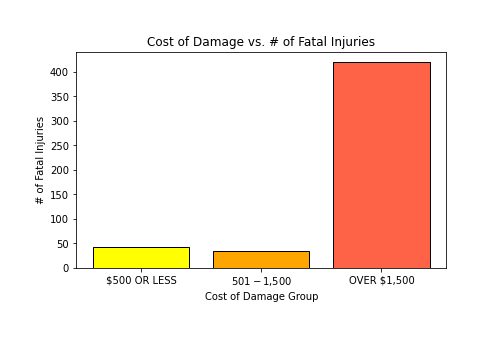 Cost of Damage vs. # of Fatal Injuries
# of Fatal Injuries
400
350
300
250
200
150
100
50
0
$500 OR LESS
501 − 1,500
OVER $1,500
Cost of Damage Group